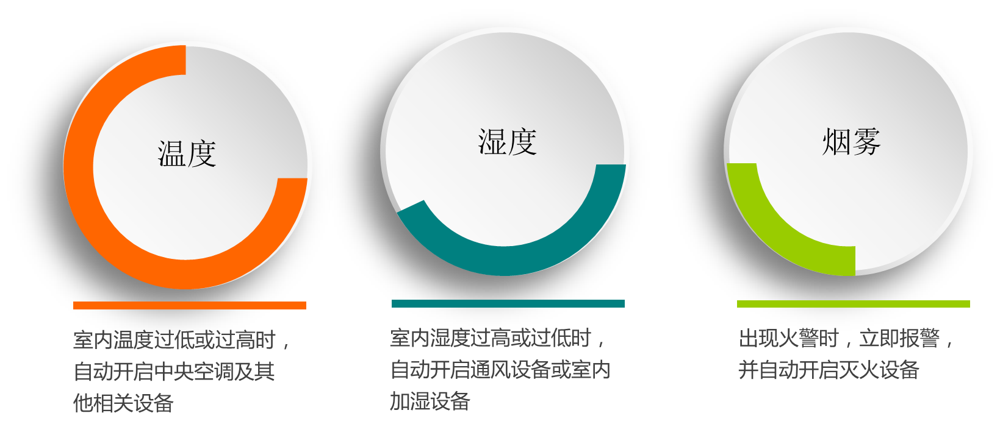 温度
室内温度过低或过高时，
自动开启中央空调及其
他相关设备
湿度
室内湿度过高或过低时，
自动开启通风设备或室内
加湿设备
烟雾
出现火警时，立即报警，
并自动开启灭火设备